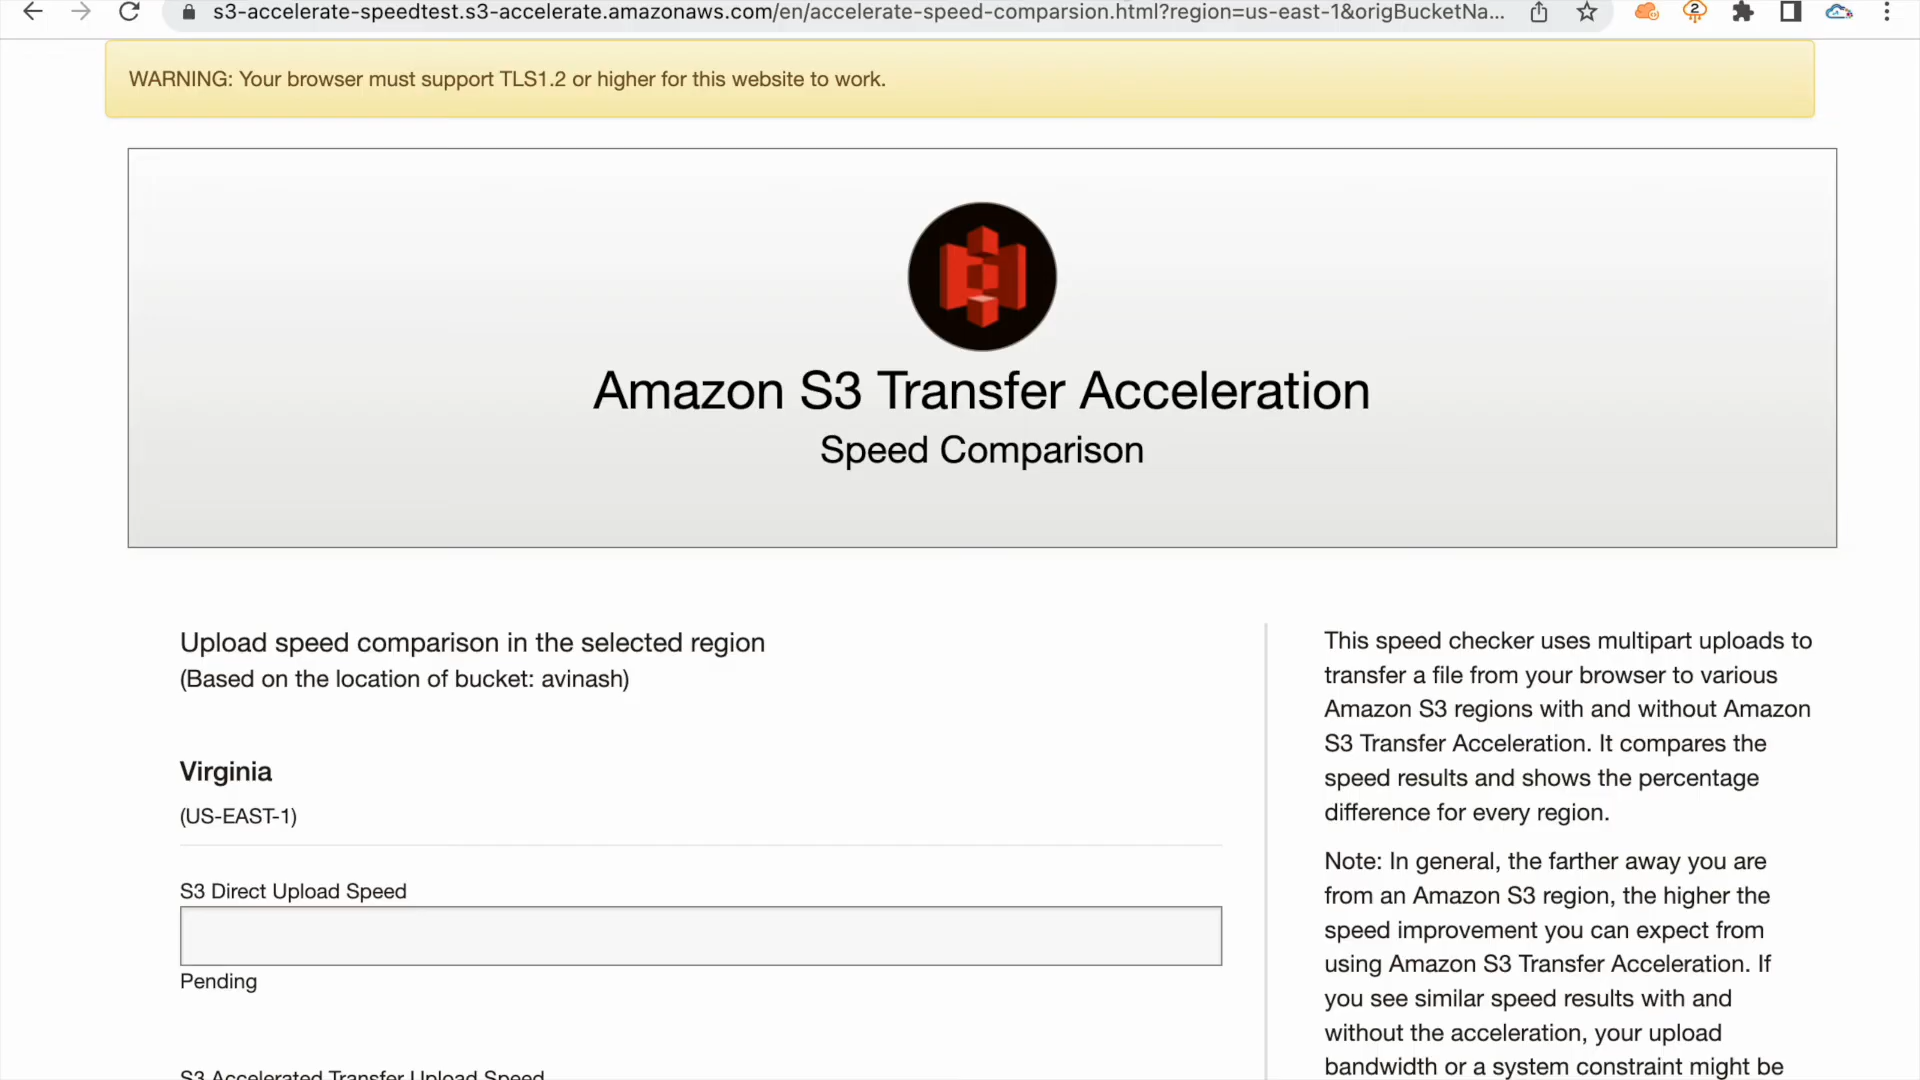 s3-accelerate-speedtest.s3-accelerate.amazonaws.com/en/accelerate-speed-comparsion.html?region=us-east-1&origBucketNa...
2
WARNING: Your browser must support TLS1.2 or higher for this website to work.
Amazon S3 Transfer Acceleration
Speed Comparison
Upload speed comparison in the selected region
(Based on the location of bucket: avinash)
Virginia
(US-EAST-1)
S3 Direct Upload Speed
Pending
S3 Accelerated Transfer Upload Speed
This speed checker uses multipart uploads to
transfer a file from your browser to various
Amazon S3 regions with and without Amazon
S3 Transfer Acceleration. It compares the
speed results and shows the percentage
difference for every region.
Note: In general, the farther away you are
from an Amazon S3 region, the higher the
speed improvement you can expect from
using Amazon S3 Transfer Acceleration. If
you see similar speed results with and
without the acceleration, your upload
bandwidth or a system constraint might be